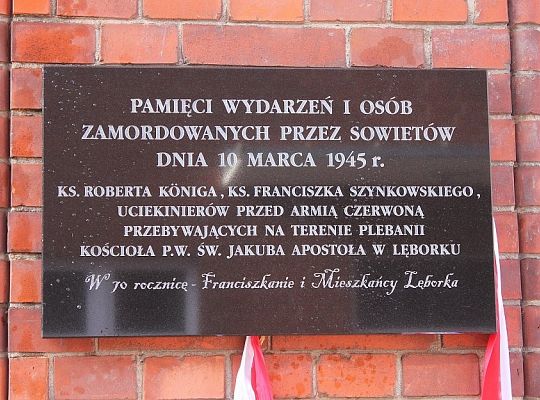 PAMIĘCI WYDARZEŃ I OSÓB
ZAMORDOWANYCH PRZEZ SOWIETÓW
DNIA 10 MARCA 1945 r.
KS. ROBERTA KÖNIGA, KS. FRANCISZKA SZYNKOWSKIEGO,
UCIEKINIERÓW PRZED ARMIĄ CZERWONĄ
PRZEBYWAJĄCYCH NA TERENIE PLEBANII
KOŚCIOŁA P.W. ŚW. JAKUBA APOSTOŁA W LĘBORKU
W 70 rocznicę - Franciszkanie i Mieszkańcy Lęborka